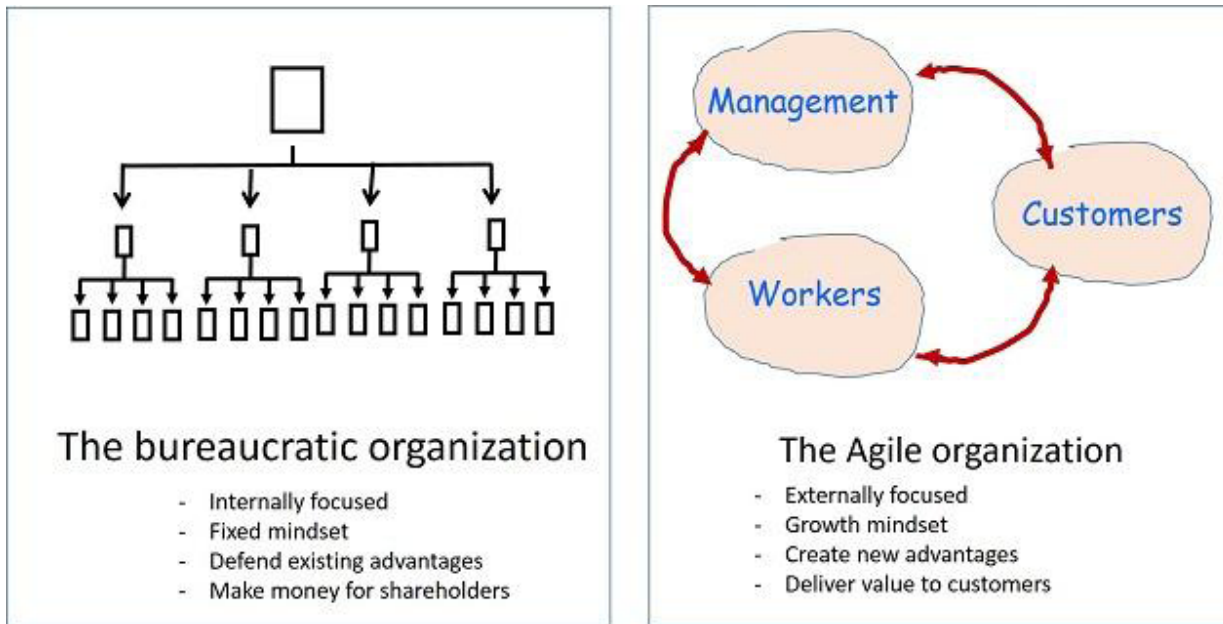 The bureaucratic organization
- Internally focused
- Fixed mindset
- Defend existing advantages
- Make money for shareholders
Management
Customers
Workers
The Agile organization
- Externally focused
- Growth mindset
- Create new advantages
- Deliver value to customers